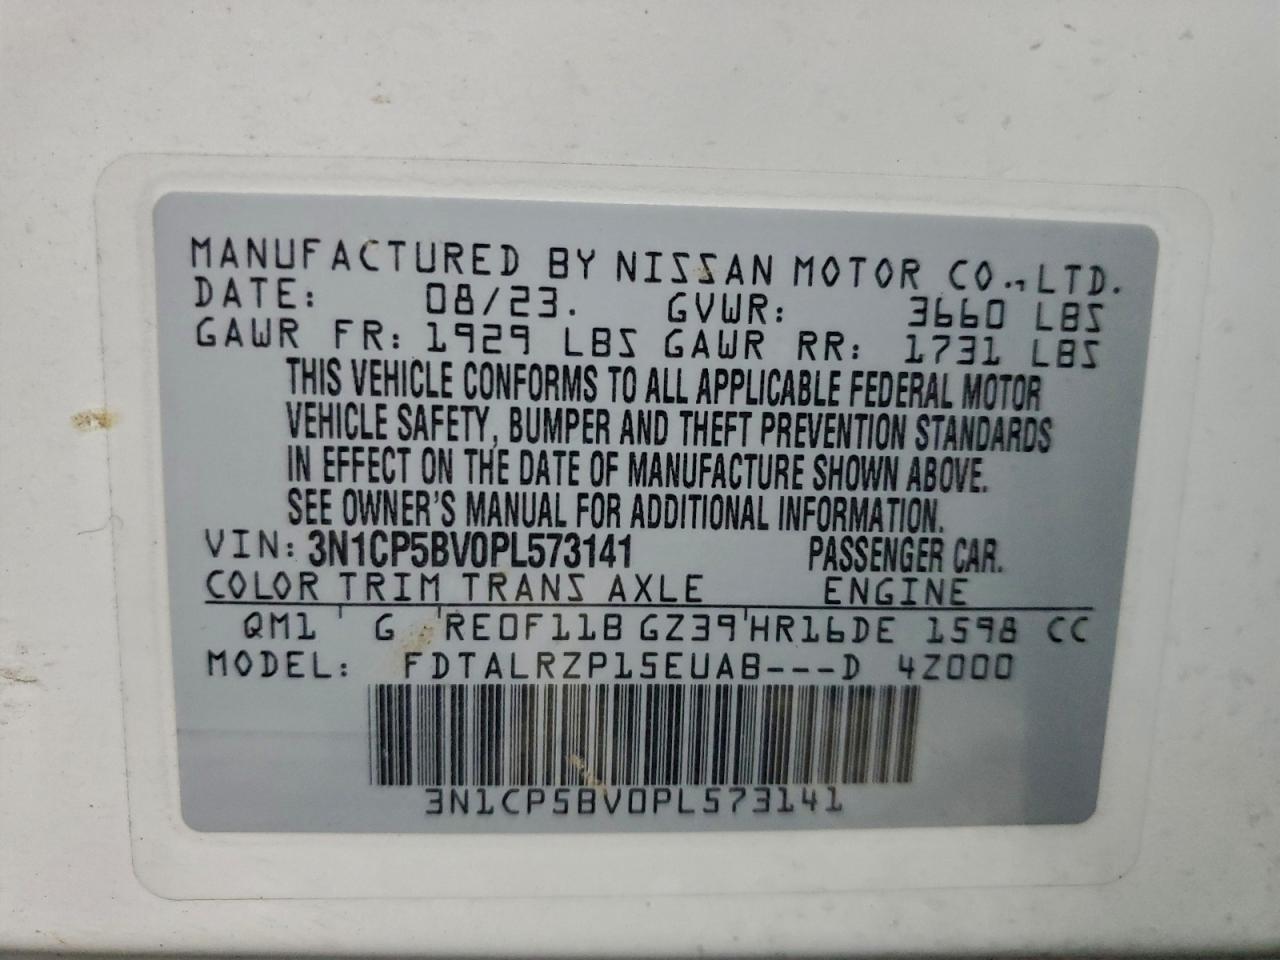 MANUFACTURED BY NISSAN MOTOR CO., LTD.
DATE: 08/23. GVWR: 3660 LBS
GAWR FR: 1929 LBS GAWR RR: 1731 LBS
THIS VEHICLE CONFORMS TO ALL APPLICABLE FEDERAL MOTOR
VEHICLE SAFETY, BUMPER AND THEFT PREVENTION STANDARDS
IN EFFECT ON THE DATE OF MANUFACTURE SHOWN ABOVE.
SEE OWNER'S MANUAL FOR ADDITIONAL INFORMATION.
VIN: 3N1CP5BV0PL573141 PASSENGER CAR.
COLOR TRIM TRANS AXLE ENGINE
QM1 G RE0F11B GZ39 HR16DE 1598 CC
MODEL: FDTALRZP15EUAB---D 4Z000
3N1CP5BV0PL573141